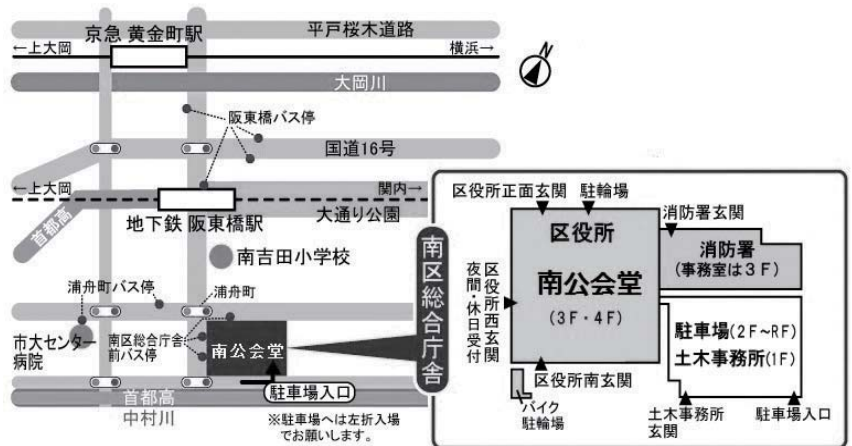 京急 黄金町駅
平戸桜木道路
←上大岡
横浜→
N
大岡川
阪東橋バス停
国道16号
←上大岡
関内→
首都高
地下鉄 阪東橋駅
大通り公園
南吉田小学校
浦舟町バス停
浦舟町
市大センター
病院
南区総合庁舎
前バス停
南公会堂
駐車場入口
首都高
中村川
※駐車場へは左折入場
でお願いします。
南区総合庁舎
区役所正面玄関
駐輪場
消防署玄関
区役所
消防署
(事務室は3F)
南公会堂
(3F・4F)
区役所西玄関
夜間・休日受付
駐車場(2F～RF)
土木事務所(1F)
区役所南玄関
バイク
駐輪場
土木事務所
玄関
駐車場入口